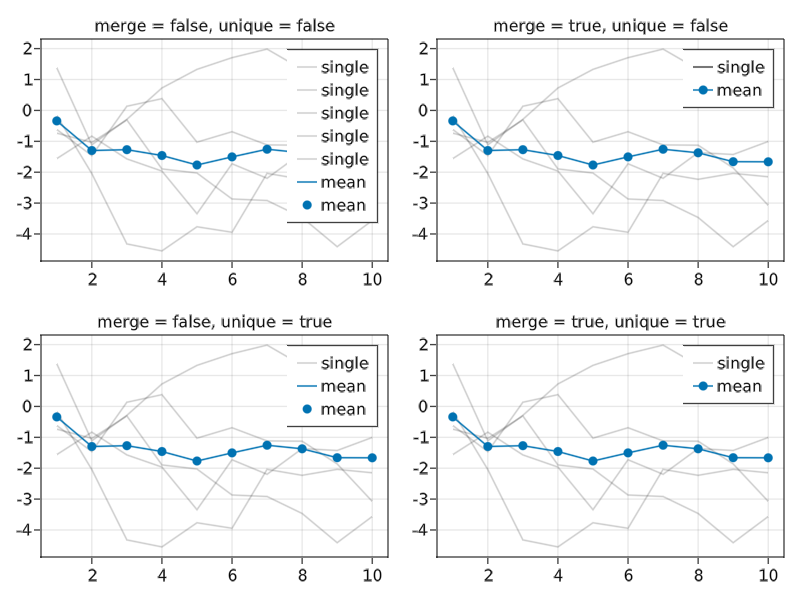 merge = false, unique = false
2
1
0
-1
-2
-3
-4
2
4
6
8
10
single
single
single
single
single
mean
mean
merge = true, unique = false
2
1
0
-1
-2
-3
-4
2
4
6
8
10
single
mean
merge = false, unique = true
2
1
0
-1
-2
-3
-4
2
4
6
8
10
single
mean
mean
merge = true, unique = true
2
1
0
-1
-2
-3
-4
2
4
6
8
10
single
mean